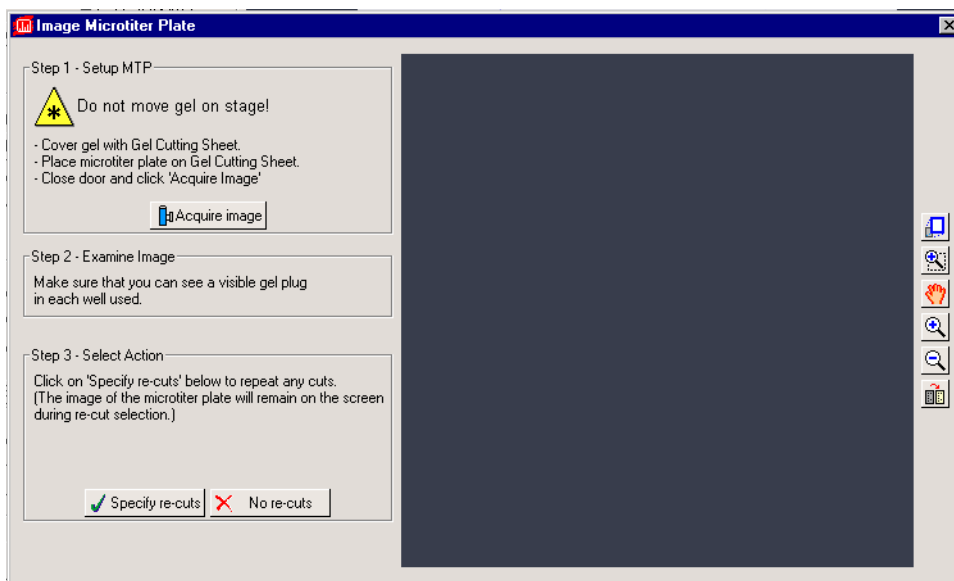 Image Microtiter Plate
Step 1 - Setup MTP
Do not move gel on stage!
- Cover gel with Gel Cutting Sheet.
- Place microtiter plate on Gel Cutting Sheet.
- Close door and click 'Acquire Image'
Acquire image
Step 2 - Examine Image
Make sure that you can see a visible gel plug
in each well used.
Step 3 - Select Action
Click on 'Specify re-cuts' below to repeat any cuts.
(The image of the microtiter plate will remain on the screen
during re-cut selection.)
Specify re-cuts
No re-cuts